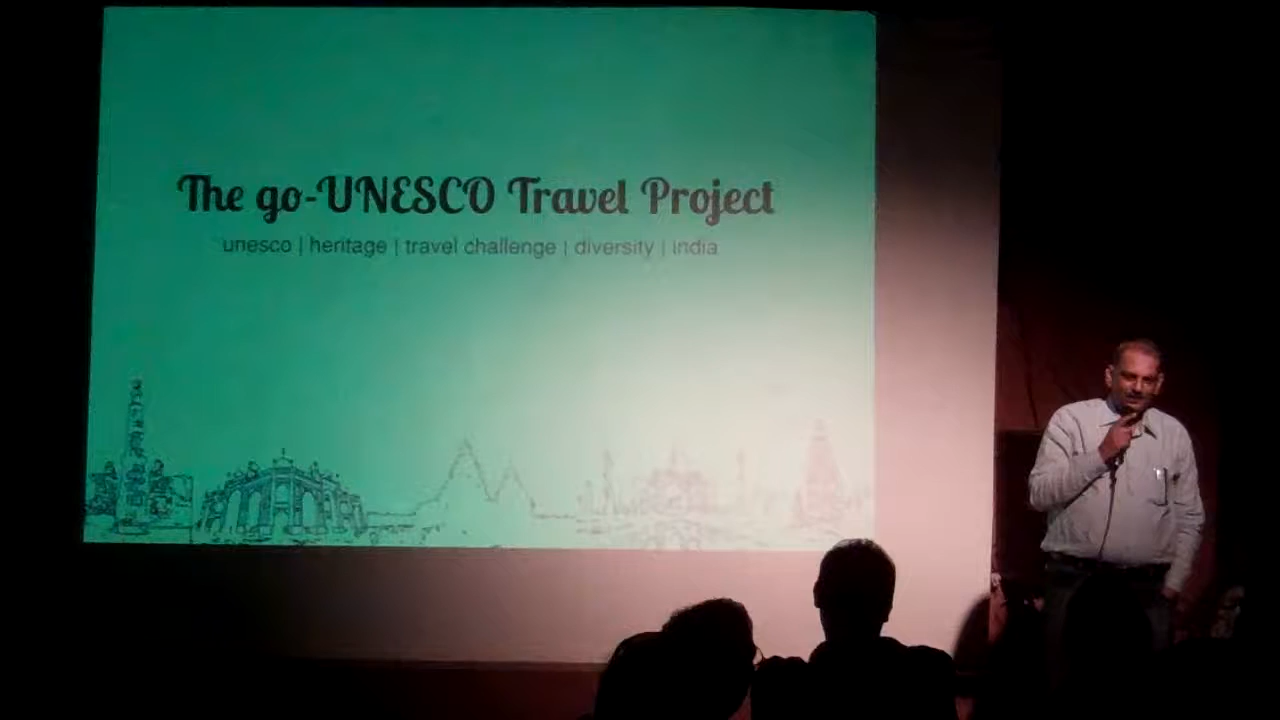 The go-UNESCO Travel Project
unesco | heritage | travel challenge | diversity | india